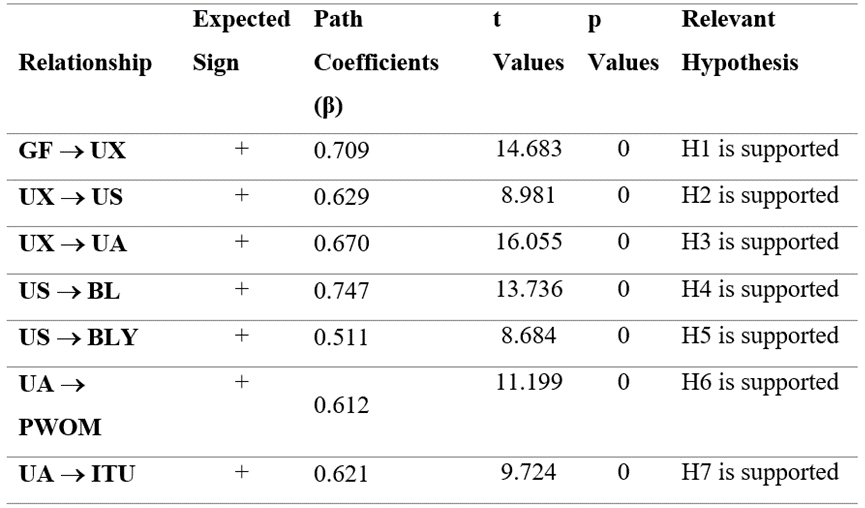 Expected Path t p Relevant
Relationship Sign Coefficients Values Values Hypothesis
(β)
GF → UX + 0.709 14.683 0 H1 is supported
UX → US + 0.629 8.981 0 H2 is supported
UX → UA + 0.670 16.055 0 H3 is supported
US → BL + 0.747 13.736 0 H4 is supported
US → BLY + 0.511 8.684 0 H5 is supported
UA → + 11.199 0 H6 is supported
0.612
PWOM
UA → ITU + 0.621 9.724 0 H7 is supported